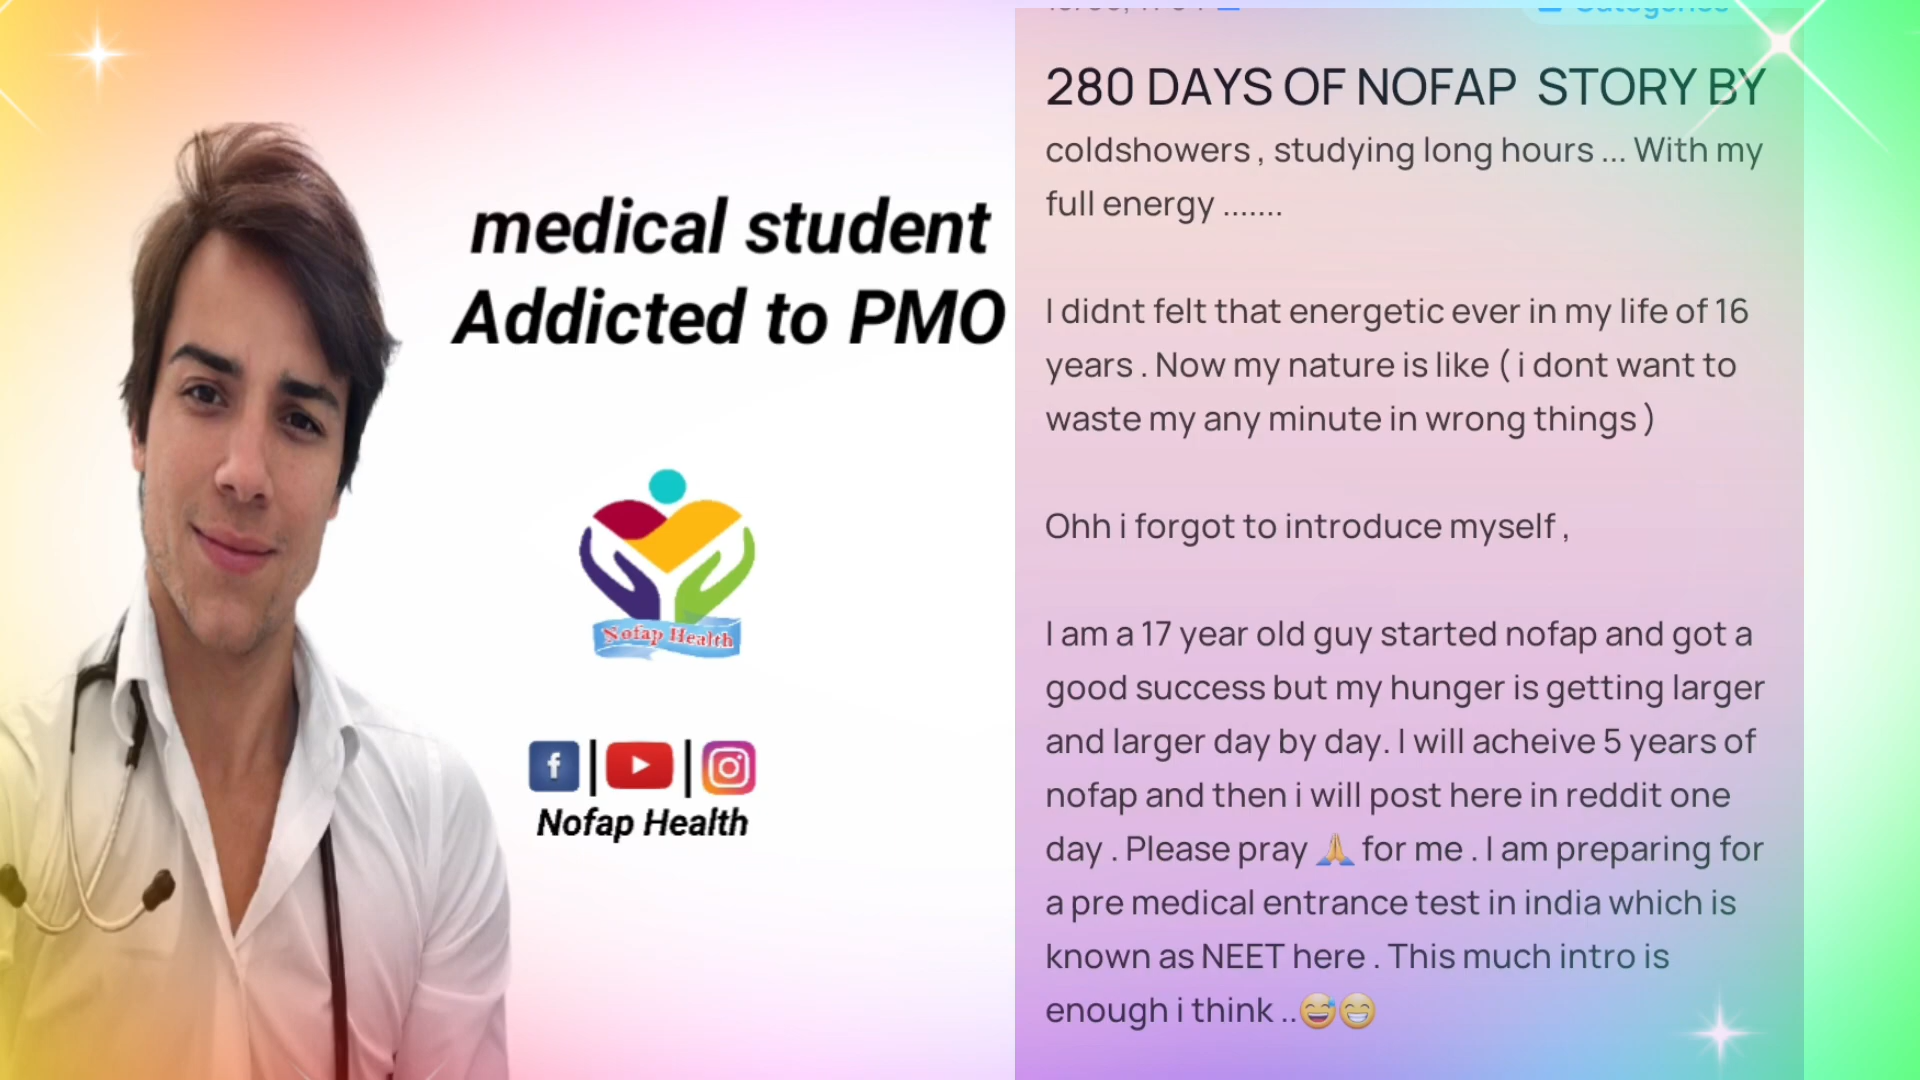 medical student
Addicted to PMO
Nofap Health
Nofap Health
Categories
280 DAYS OF NOFAP STORY BY
coldshowers , studying long hours ... With my
full energy .......
I didnt felt that energetic ever in my life of 16
years . Now my nature is like ( i dont want to
waste my any minute in wrong things )
Ohh i forgot to introduce myself ,
I am a 17 year old guy started nofap and got a
good success but my hunger is getting larger
and larger day by day. I will acheive 5 years of
nofap and then i will post here in reddit one
day . Please pray 🙏 for me . I am preparing for
a pre medical entrance test in india which is
known as NEET here . This much intro is
enough i think ..😅😁